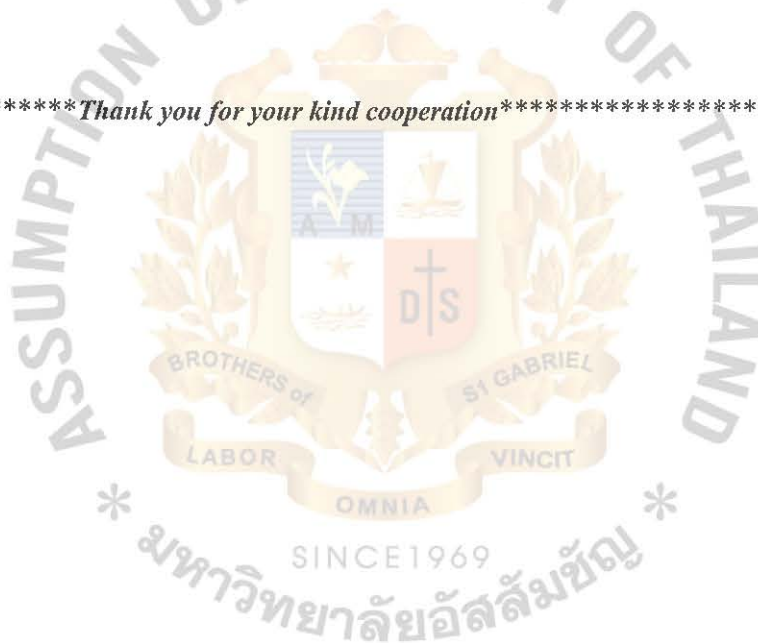 ******Thank you for your kind cooperation*****************
ASSUMPTION
OF THAILAND
A M
D S
BROTHERS of
ST GABRIEL
LABOR
OMNIA
VINCIT
* *
SINCE1969
มหาวิทยาลัยอัสสัมชัญ